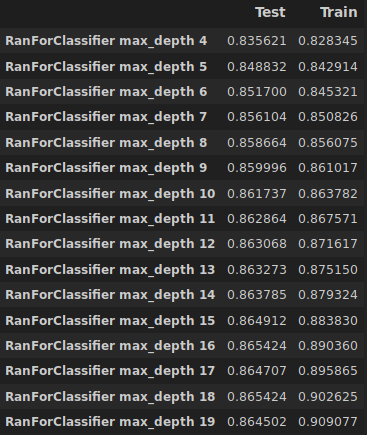 Test Train
RanForClassifier max_depth 4 0.835621 0.828345
RanForClassifier max_depth 5 0.848832 0.842914
RanForClassifier max_depth 6 0.851700 0.845321
RanForClassifier max_depth 7 0.856104 0.850826
RanForClassifier max_depth 8 0.858664 0.856075
RanForClassifier max_depth 9 0.859996 0.861017
RanForClassifier max_depth 10 0.861737 0.863782
RanForClassifier max_depth 11 0.862864 0.867571
RanForClassifier max_depth 12 0.863068 0.871617
RanForClassifier max_depth 13 0.863273 0.875150
RanForClassifier max_depth 14 0.863785 0.879324
RanForClassifier max_depth 15 0.864912 0.883830
RanForClassifier max_depth 16 0.865424 0.890360
RanForClassifier max_depth 17 0.864707 0.895865
RanForClassifier max_depth 18 0.865424 0.902625
RanForClassifier max_depth 19 0.864502 0.909077